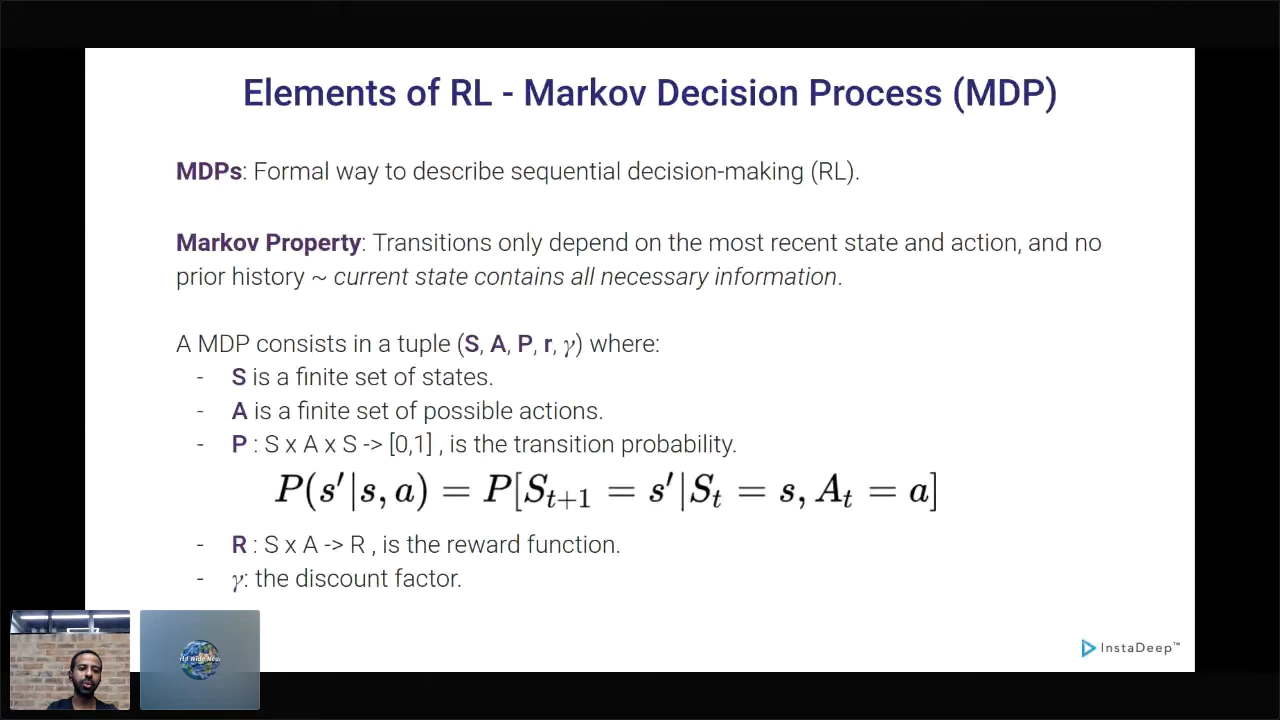 Elements of RL - Markov Decision Process (MDP)
MDPs: Formal way to describe sequential decision-making (RL).
Markov Property: Transitions only depend on the most recent state and action, and no
prior history ~ current state contains all necessary information.
A MDP consists in a tuple (S, A, P, r, γ) where:
- S is a finite set of states.
- A is a finite set of possible actions.
- P : S x A x S -> [0,1] , is the transition probability.
P(s′|s, a) = P[S_{t+1} = s′|S_t = s, A_t = a]
- R : S x A -> R , is the reward function.
- γ: the discount factor.
InstaDeep™